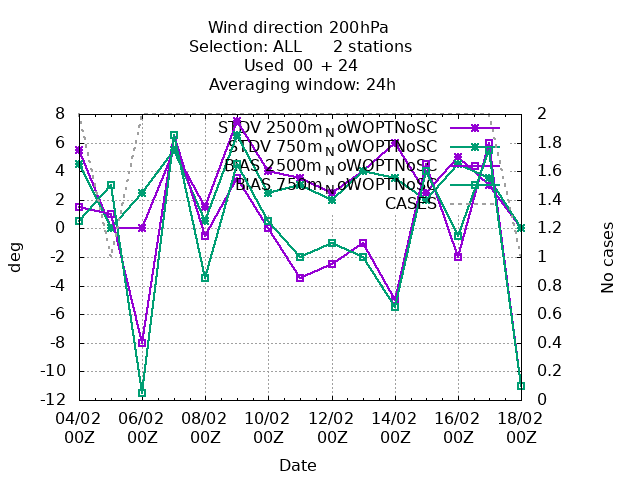 Wind direction 200hPa
Selection: ALL 2 stations
Used 00 + 24
Averaging window: 24h
STDV 2500m_NoWOPTNoSC
STDV 750m_NoWOPTNoSC
BIAS 2500m_NoWOPTNoSC
BIAS 750m_NoWOPTNoSC
CASES
8
6
4
2
0
-2
-4
-6
-8
-10
-12
deg
2
1.8
1.6
1.4
1.2
1
0.8
0.6
0.4
0.2
0
No cases
04/02 06/02 08/02 10/02 12/02 14/02 16/02 18/02
00Z 00Z 00Z 00Z 00Z 00Z 00Z 00Z
Date